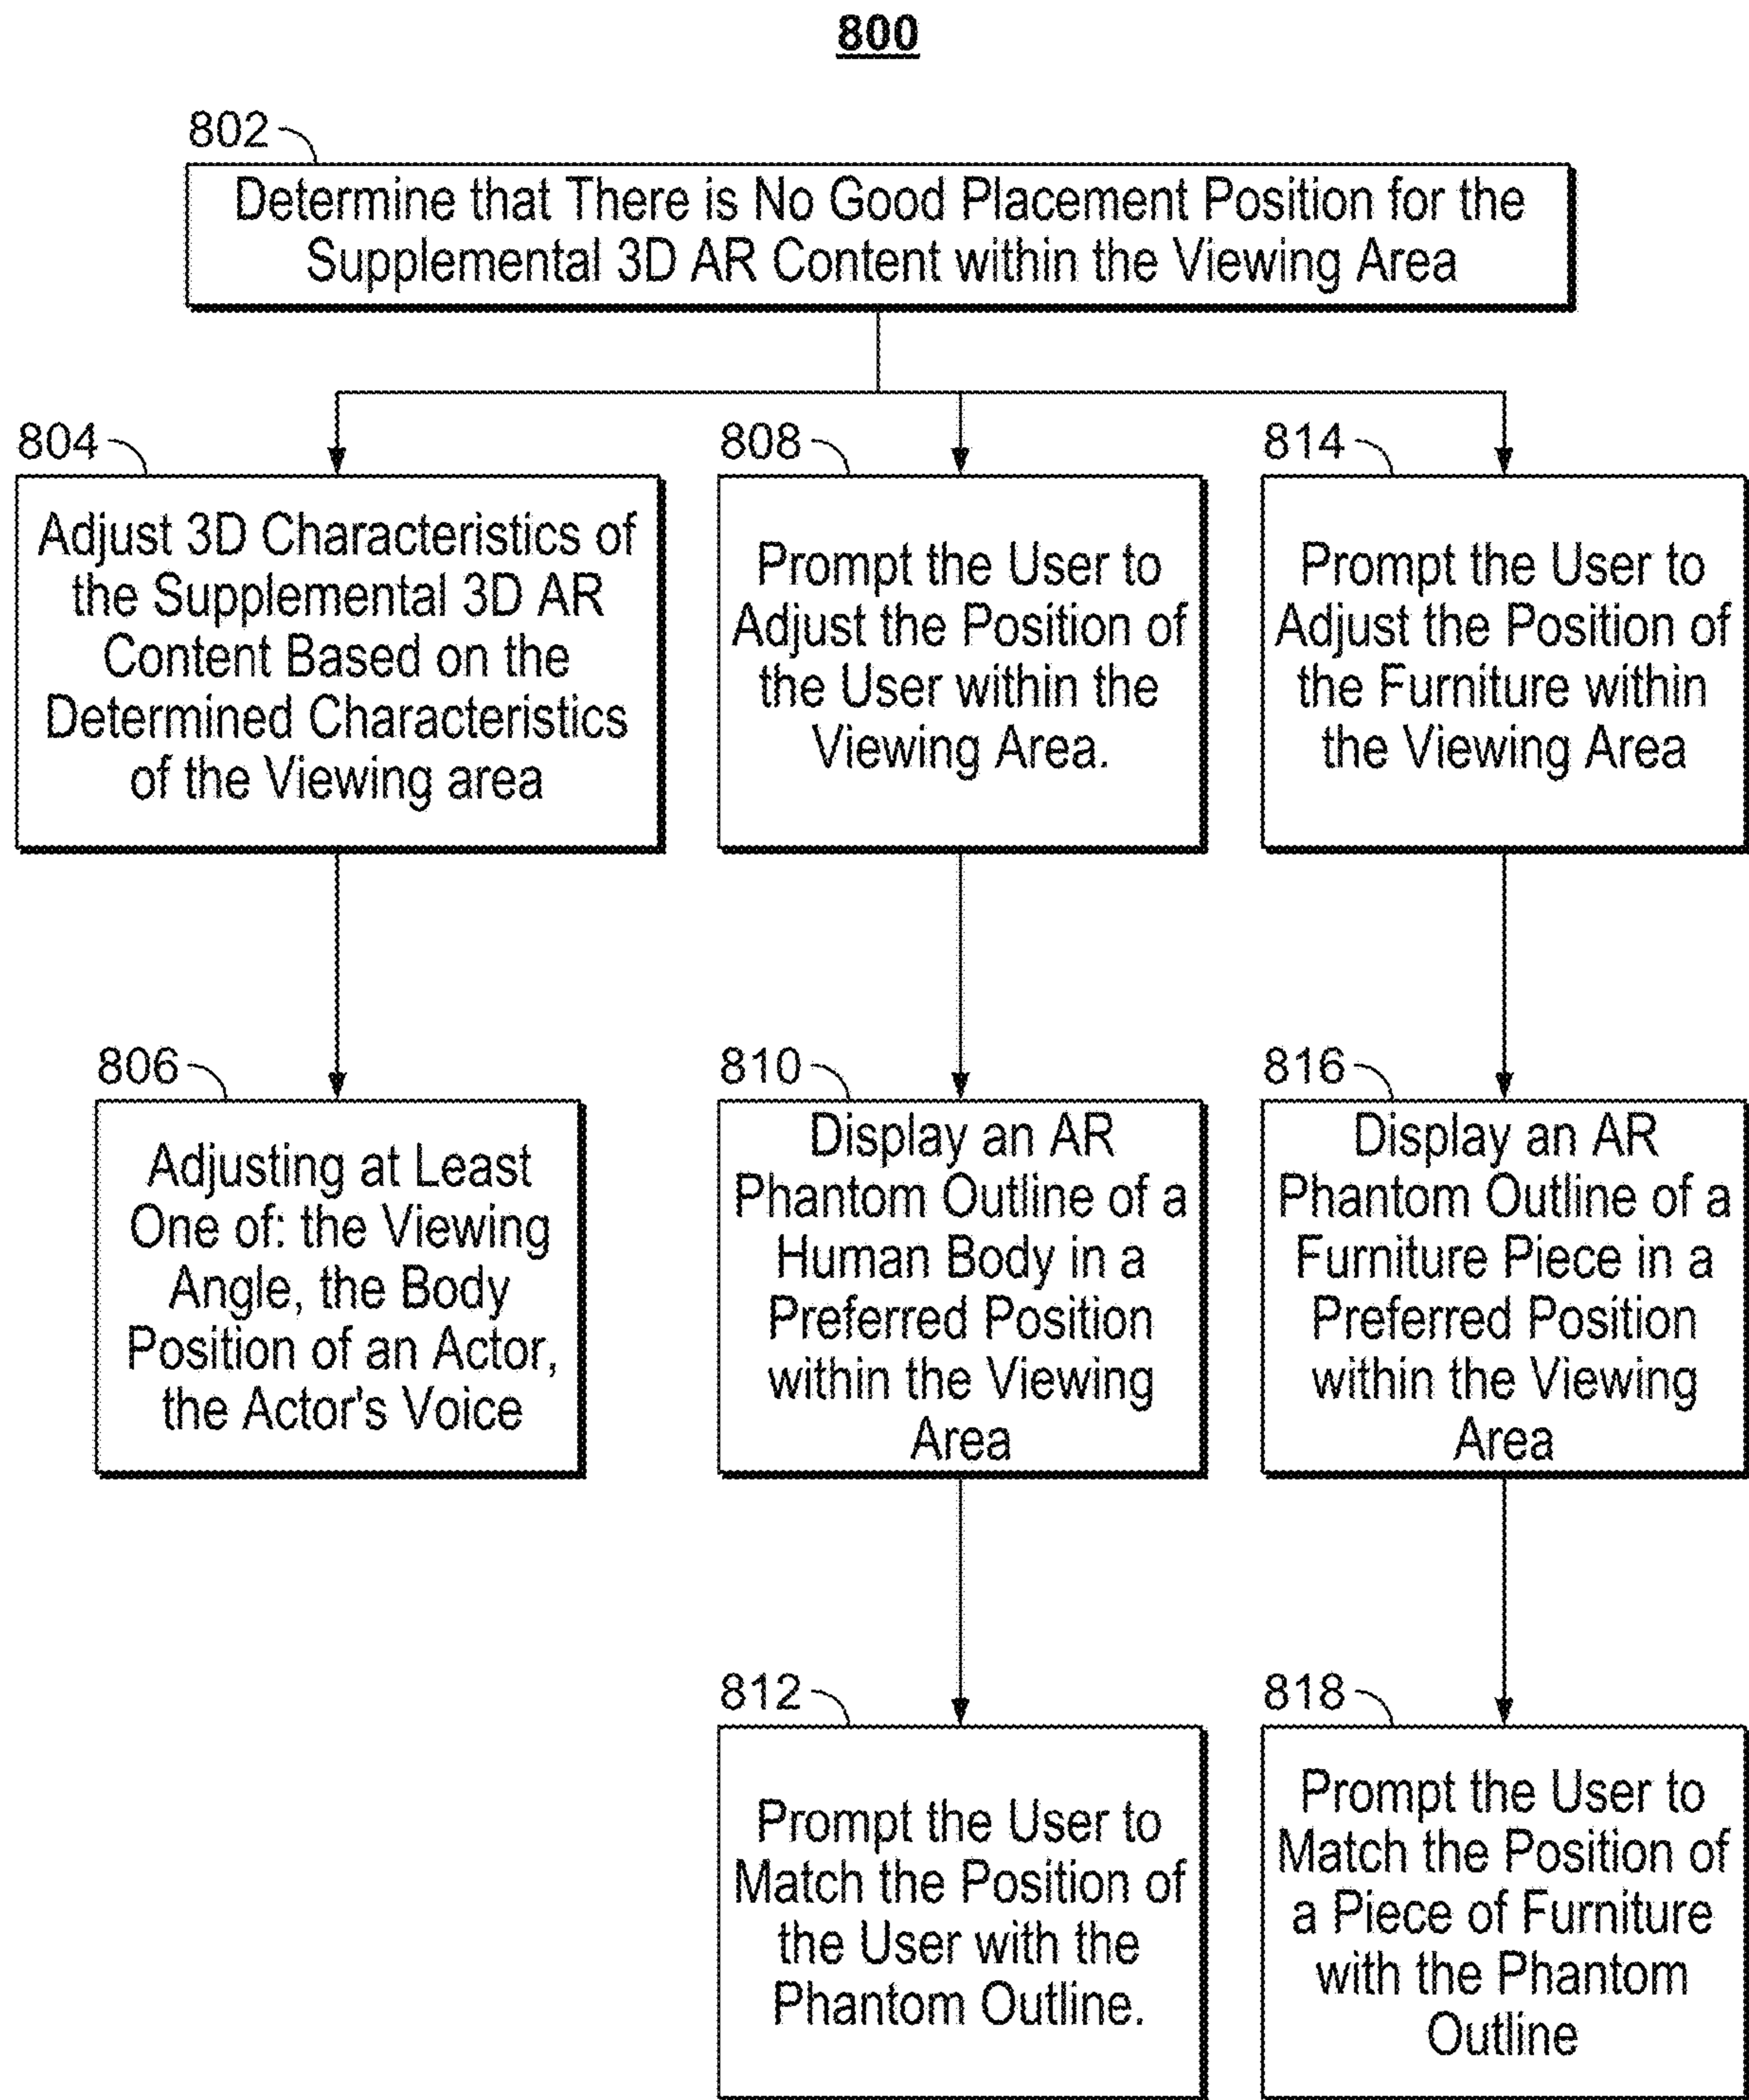 800
802
Determine that There is No Good Placement Position for the
Supplemental 3D AR Content within the Viewing Area
804
Adjust 3D Characteristics of
the Supplemental 3D AR
Content Based on the
Determined Characteristics
of the Viewing area
808
Prompt the User to
Adjust the Position of
the User within the
Viewing Area.
814
Prompt the User to
Adjust the Position of
the Furniture within
the Viewing Area
806
Adjusting at Least
One of: the Viewing
Angle, the Body
Position of an Actor,
the Actor's Voice
810
Display an AR
Phantom Outline of a
Human Body in a
Preferred Position
within the Viewing
Area
816
Display an AR
Phantom Outline of a
Furniture Piece in a
Preferred Position
within the Viewing
Area
812
Prompt the User to
Match the Position of
the User with the
Phantom Outline.
818
Prompt the User to
Match the Position of
a Piece of Furniture
with the Phantom
Outline